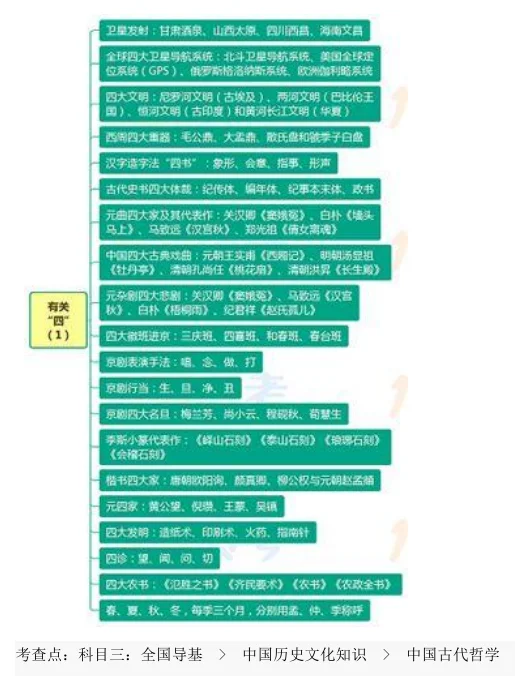 卫星发射：甘肃酒泉、山西太原、四川西昌、海南文昌
全球四大卫星导航系统：北斗卫星导航系统、美国全球定
位系统（GPS）、俄罗斯格洛纳斯系统、欧洲伽利略系统
四大文明：尼罗河文明（古埃及）、两河文明（巴比伦王
国）、恒河文明（古印度）和黄河长江文明（华夏）
西周四大重器：毛公鼎、大盂鼎、散氏盘和虢季子白盘
汉字造字法“四书”：象形、会意、指事、形声
古代史书四大体裁：纪传体、编年体、纪事本末体、政书
元曲四大家及其代表作：关汉卿《窦娥冤》、白朴《墙头
马上》、马致远《汉宫秋》、郑光祖《倩女离魂》
中国四大古典戏曲：元朝王实甫《西厢记》、明朝汤显祖
《牡丹亭》、清朝孔尚任《桃花扇》、清朝洪昇《长生殿》
有关
“四”
（1）
元杂剧四大悲剧：关汉卿《窦娥冤》、马致远《汉宫
秋》、白朴《梧桐雨》、纪君祥《赵氏孤儿》
四大徽班进京：三庆班、四喜班、和春班、春台班
京剧表演手法：唱、念、做、打
京剧行当：生、旦、净、丑
京剧四大名旦：梅兰芳、尚小云、程砚秋、荀慧生
李斯小篆代表作：《峄山石刻》《泰山石刻》《琅琊石刻》
《会稽石刻》
楷书四大家：唐朝欧阳询、颜真卿、柳公权与元朝赵孟頫
元四家：黄公望、倪瓒、王蒙、吴镇
四大发明：造纸术、印刷术、火药、指南针
四诊：望、闻、问、切
四大农书：《氾胜之书》《齐民要术》《农书》《农政全书》
春、夏、秋、冬，每季三个月，分别用孟、仲、季称呼
考查点：科目三：全国导基 > 中国历史文化知识 > 中国古代哲学